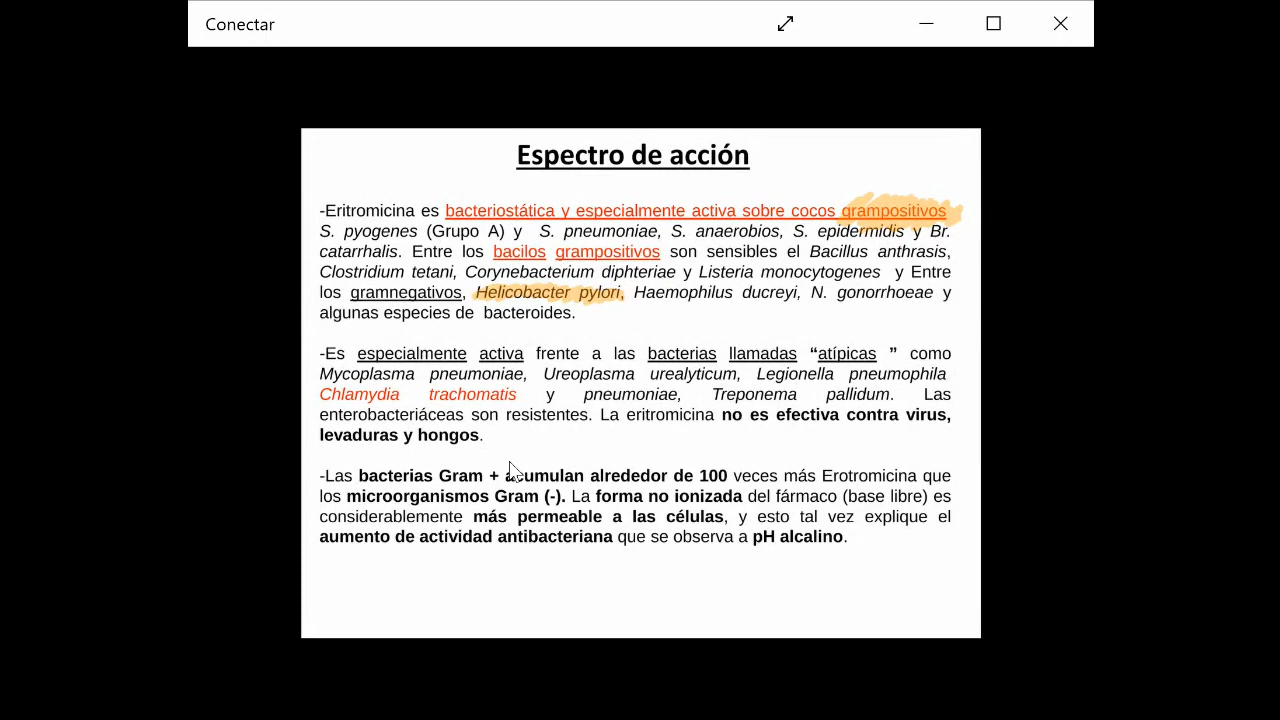 Conectar
Espectro de acción
-Eritromicina es bacteriostática y especialmente activa sobre cocos grampositivos
S. pyogenes (Grupo A) y S. pneumoniae, S. anaerobios, S. epidermidis y Br.
catarrhalis. Entre los bacilos grampositivos son sensibles el Bacillus anthrasis,
Clostridium tetani, Corynebacterium diphteriae y Listeria monocytogenes y Entre
los gramnegativos, Helicobacter pylori, Haemophilus ducreyi, N. gonorrhoeae y
algunas especies de bacteroides.
-Es especialmente activa frente a las bacterias llamadas “atípicas ” como
Mycoplasma pneumoniae, Ureoplasma urealyticum, Legionella pneumophila
Chlamydia trachomatis y pneumoniae, Treponema pallidum. Las
enterobacteriáceas son resistentes. La eritromicina no es efectiva contra virus,
levaduras y hongos.
-Las bacterias Gram + acumulan alrededor de 100 veces más Erotromicina que
los microorganismos Gram (-). La forma no ionizada del fármaco (base libre) es
considerablemente más permeable a las células, y esto tal vez explique el
aumento de actividad antibacteriana que se observa a pH alcalino.